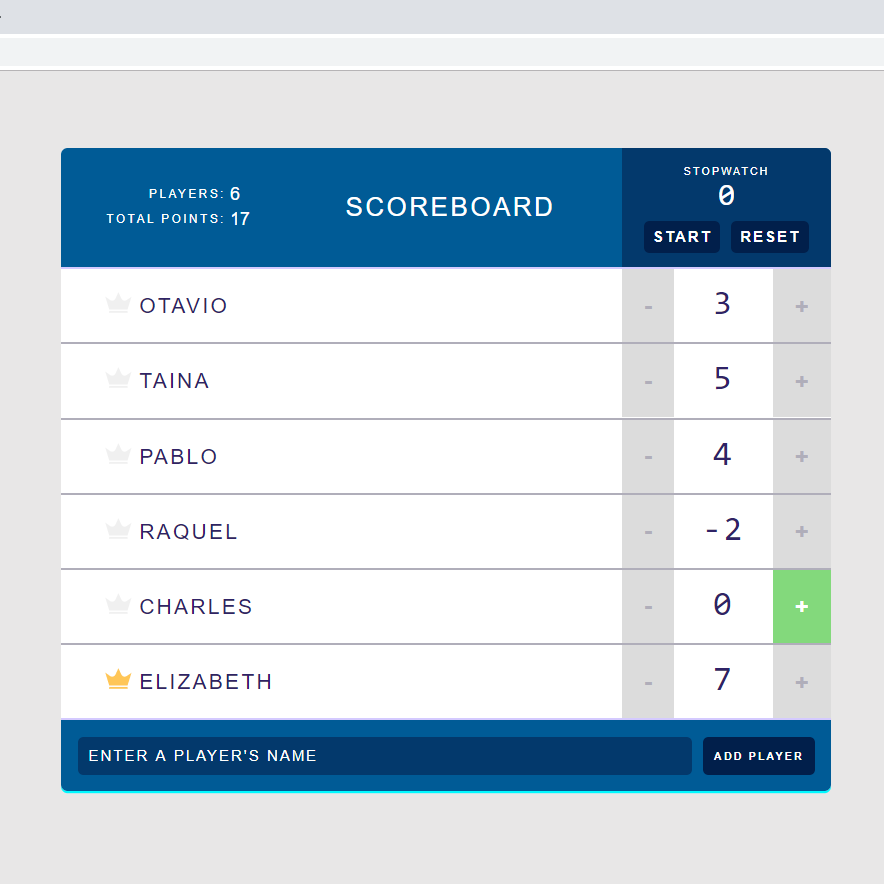 PLAYERS: 6
TOTAL POINTS: 17
SCOREBOARD
STOPWATCH
0
START RESET
OTAVIO - 3 +
TAINA - 5 +
PABLO - 4 +
RAQUEL - -2 +
CHARLES - 0 +
ELIZABETH - 7 +
ENTER A PLAYER'S NAME ADD PLAYER